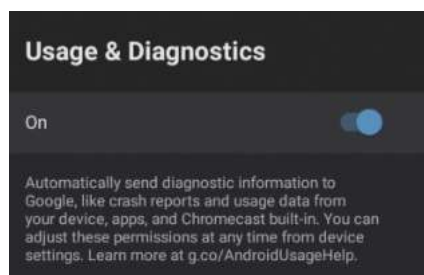 Usage & Diagnostics
On
Automatically send diagnostic information to
Google, like crash reports and usage data from
your device, apps, and Chromecast built-in. You can
adjust these permissions at any time from device
settings. Learn more at g.co/AndroidUsageHelp.